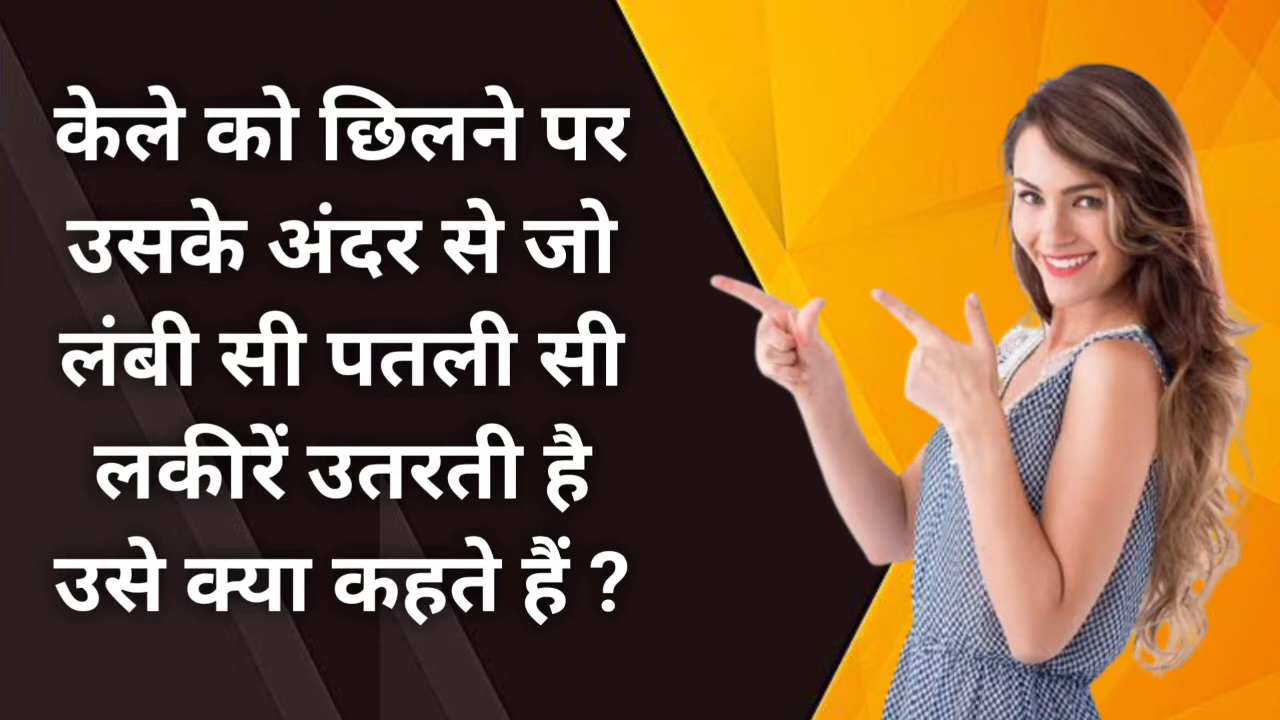 केले को छिलने पर
उसके अंदर से जो
लंबी सी पतली सी
लकीरें उतरती है
उसे क्या कहते हैं ?